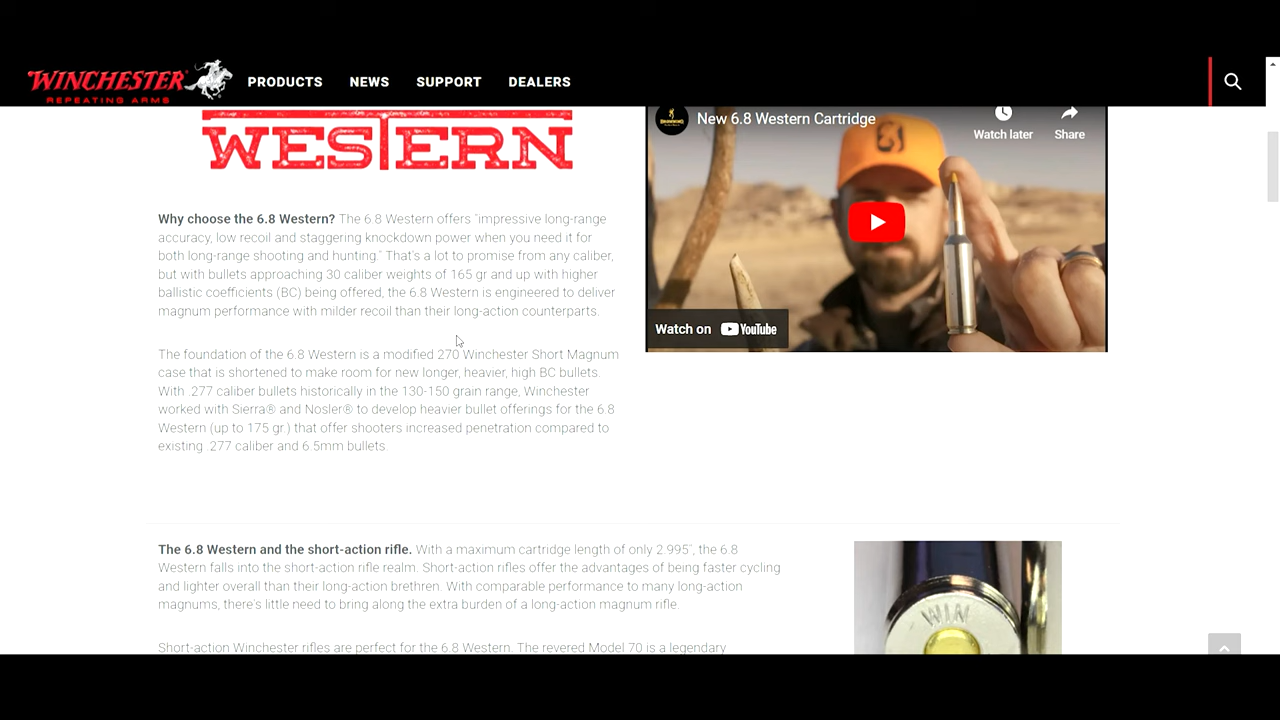 WINCHESTER
REPEATING ARMS
PRODUCTS NEWS SUPPORT DEALERS
WESTERN
New 6.8 Western Cartridge
Watch later
Share
Watch on YouTube
Why choose the 6.8 Western? The 6.8 Western offers "impressive long-range
accuracy, low recoil and staggering knockdown power when you need it for
both long-range shooting and hunting." That's a lot to promise from any caliber,
but with bullets approaching 30 caliber weights of 165 gr and up with higher
ballistic coefficients (BC) being offered, the 6.8 Western is engineered to deliver
magnum performance with milder recoil than their long-action counterparts.
The foundation of the 6.8 Western is a modified 270 Winchester Short Magnum
case that is shortened to make room for new longer, heavier, high BC bullets.
With .277 caliber bullets historically in the 130-150 grain range, Winchester
worked with Sierra® and Nosler® to develop heavier bullet offerings for the 6.8
Western (up to 175 gr.) that offer shooters increased penetration compared to
existing .277 caliber and 6.5mm bullets.
The 6.8 Western and the short-action rifle. With a maximum cartridge length of only 2.995", the 6.8
Western falls into the short-action rifle realm. Short-action rifles offer the advantages of being faster cycling
and lighter overall than their long-action brethren. With comparable performance to many long-action
magnums, there's little need to bring along the extra burden of a long-action magnum rifle.
Short-action Winchester rifles are perfect for the 6.8 Western. The revered Model 70 is a legendary
WIN